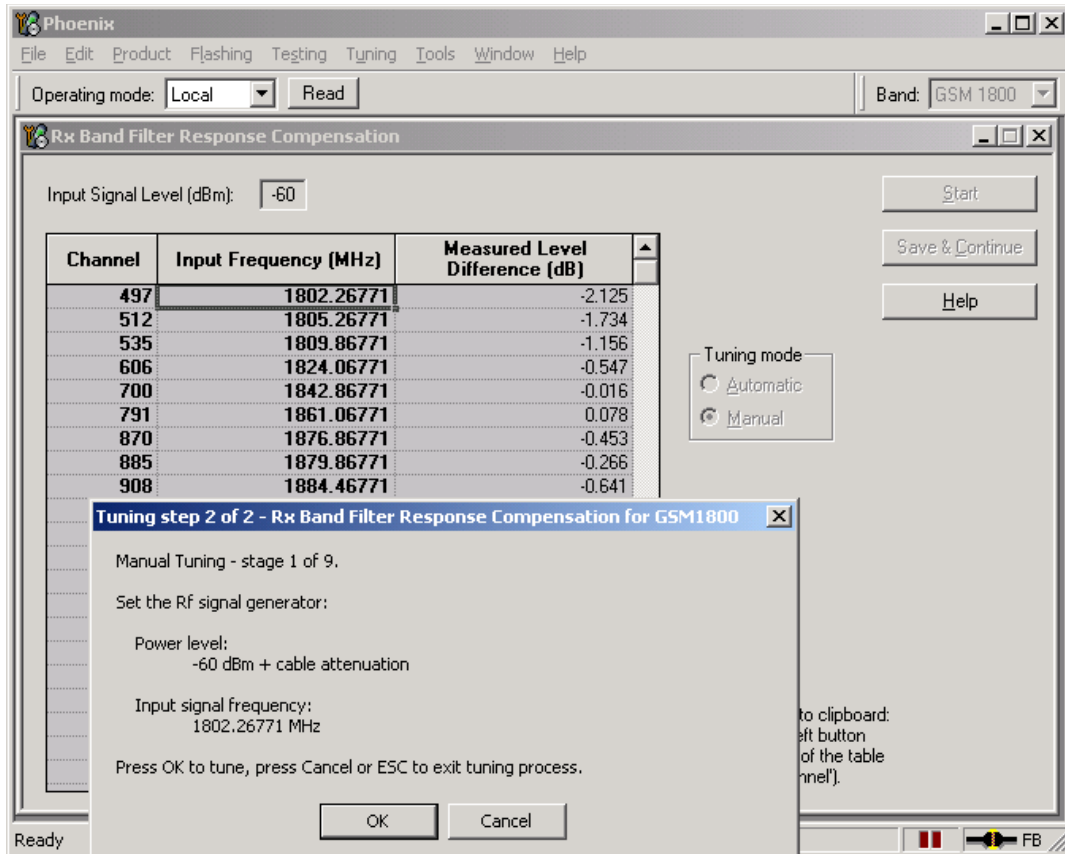 Phoenix
File Edit Product Flashing Testing Tuning Tools Window Help
Operating mode: Local Read Band: GSM 1800
Rx Band Filter Response Compensation
Input Signal Level (dBm): -60
Start
Save & Continue
Help
Channel Input Frequency (MHz) Measured Level Difference (dB)
497 1802.26771 -2.125
512 1805.26771 -1.734
535 1809.86771 -1.156
606 1824.06771 -0.547
700 1842.86771 -0.016
791 1861.06771 0.078
870 1876.86771 -0.453
885 1879.86771 -0.266
908 1884.46771 -0.641
Tuning mode
Automatic
Manual
Tuning step 2 of 2 - Rx Band Filter Response Compensation for GSM1800
Manual Tuning - stage 1 of 9.
Set the Rf signal generator:
Power level:
-60 dBm + cable attenuation
Input signal frequency:
1802.26771 MHz
Press OK to tune, press Cancel or ESC to exit tuning process.
OK Cancel
to clipboard:
eft button
of the table
nnel').
Ready FB